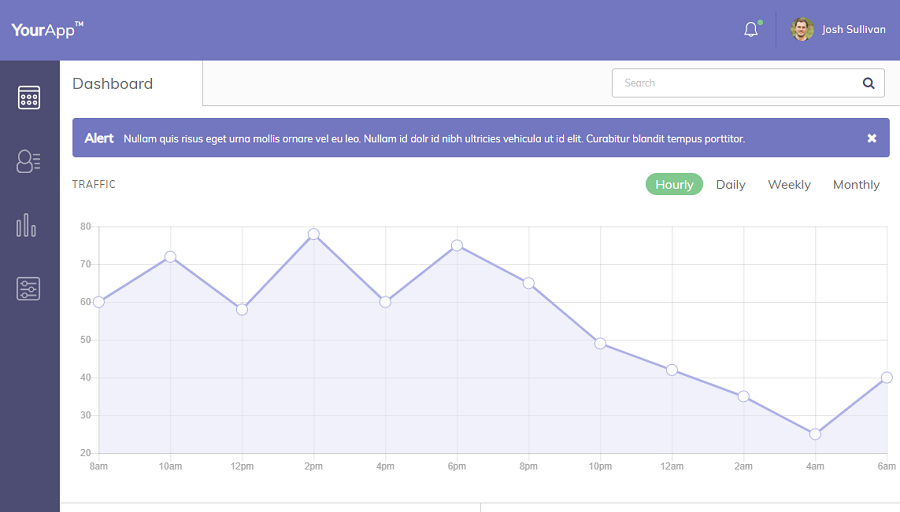 YourApp™
Josh Sullivan
Dashboard
Search
Alert Nullam quis risus eget urna mollis ornare vel eu leo. Nullam id dolr id nibh ultricies vehicula ut id elit. Curabitur blandit tempus porttitor. ×
TRAFFIC
Hourly Daily Weekly Monthly
80
70
60
50
40
30
20
8am 10am 12pm 2pm 4pm 6pm 8pm 10pm 12am 2am 4am 6am